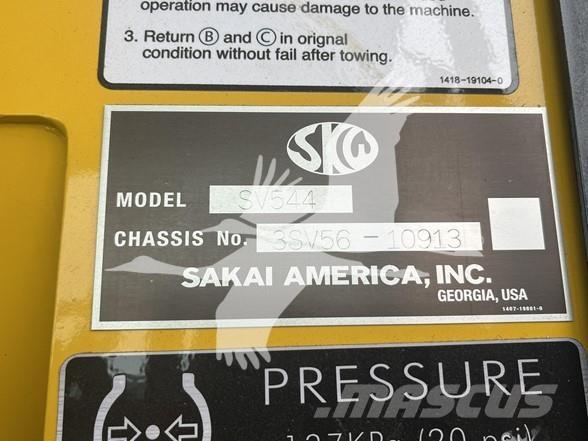 operation may cause damage to the machine.
3. Return Ⓑ and Ⓒ in orignal
condition without fail after towing.
1418-19104-0
SKW
MODEL SV544
CHASSIS No. 3SV56-10913
SAKAI AMERICA, INC.
GEORGIA, USA
PRESSURE
MASCUS